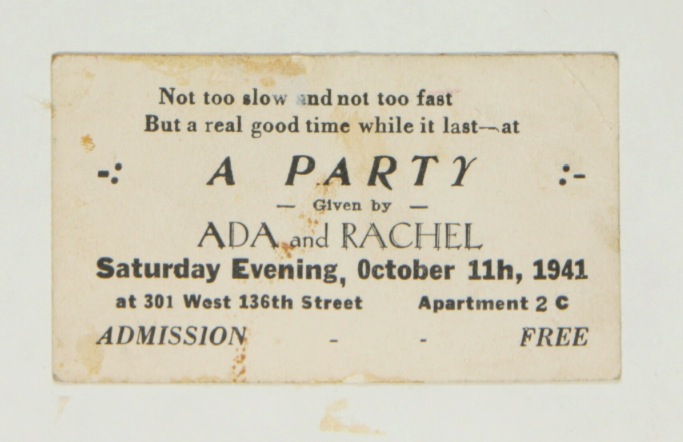 Not too slow and not too fast
But a real good time while it last—at
-: A PARTY :-
— Given by —
ADA and RACHEL
Saturday Evening, October 11h, 1941
at 301 West 136th Street Apartment 2 C
ADMISSION - - FREE